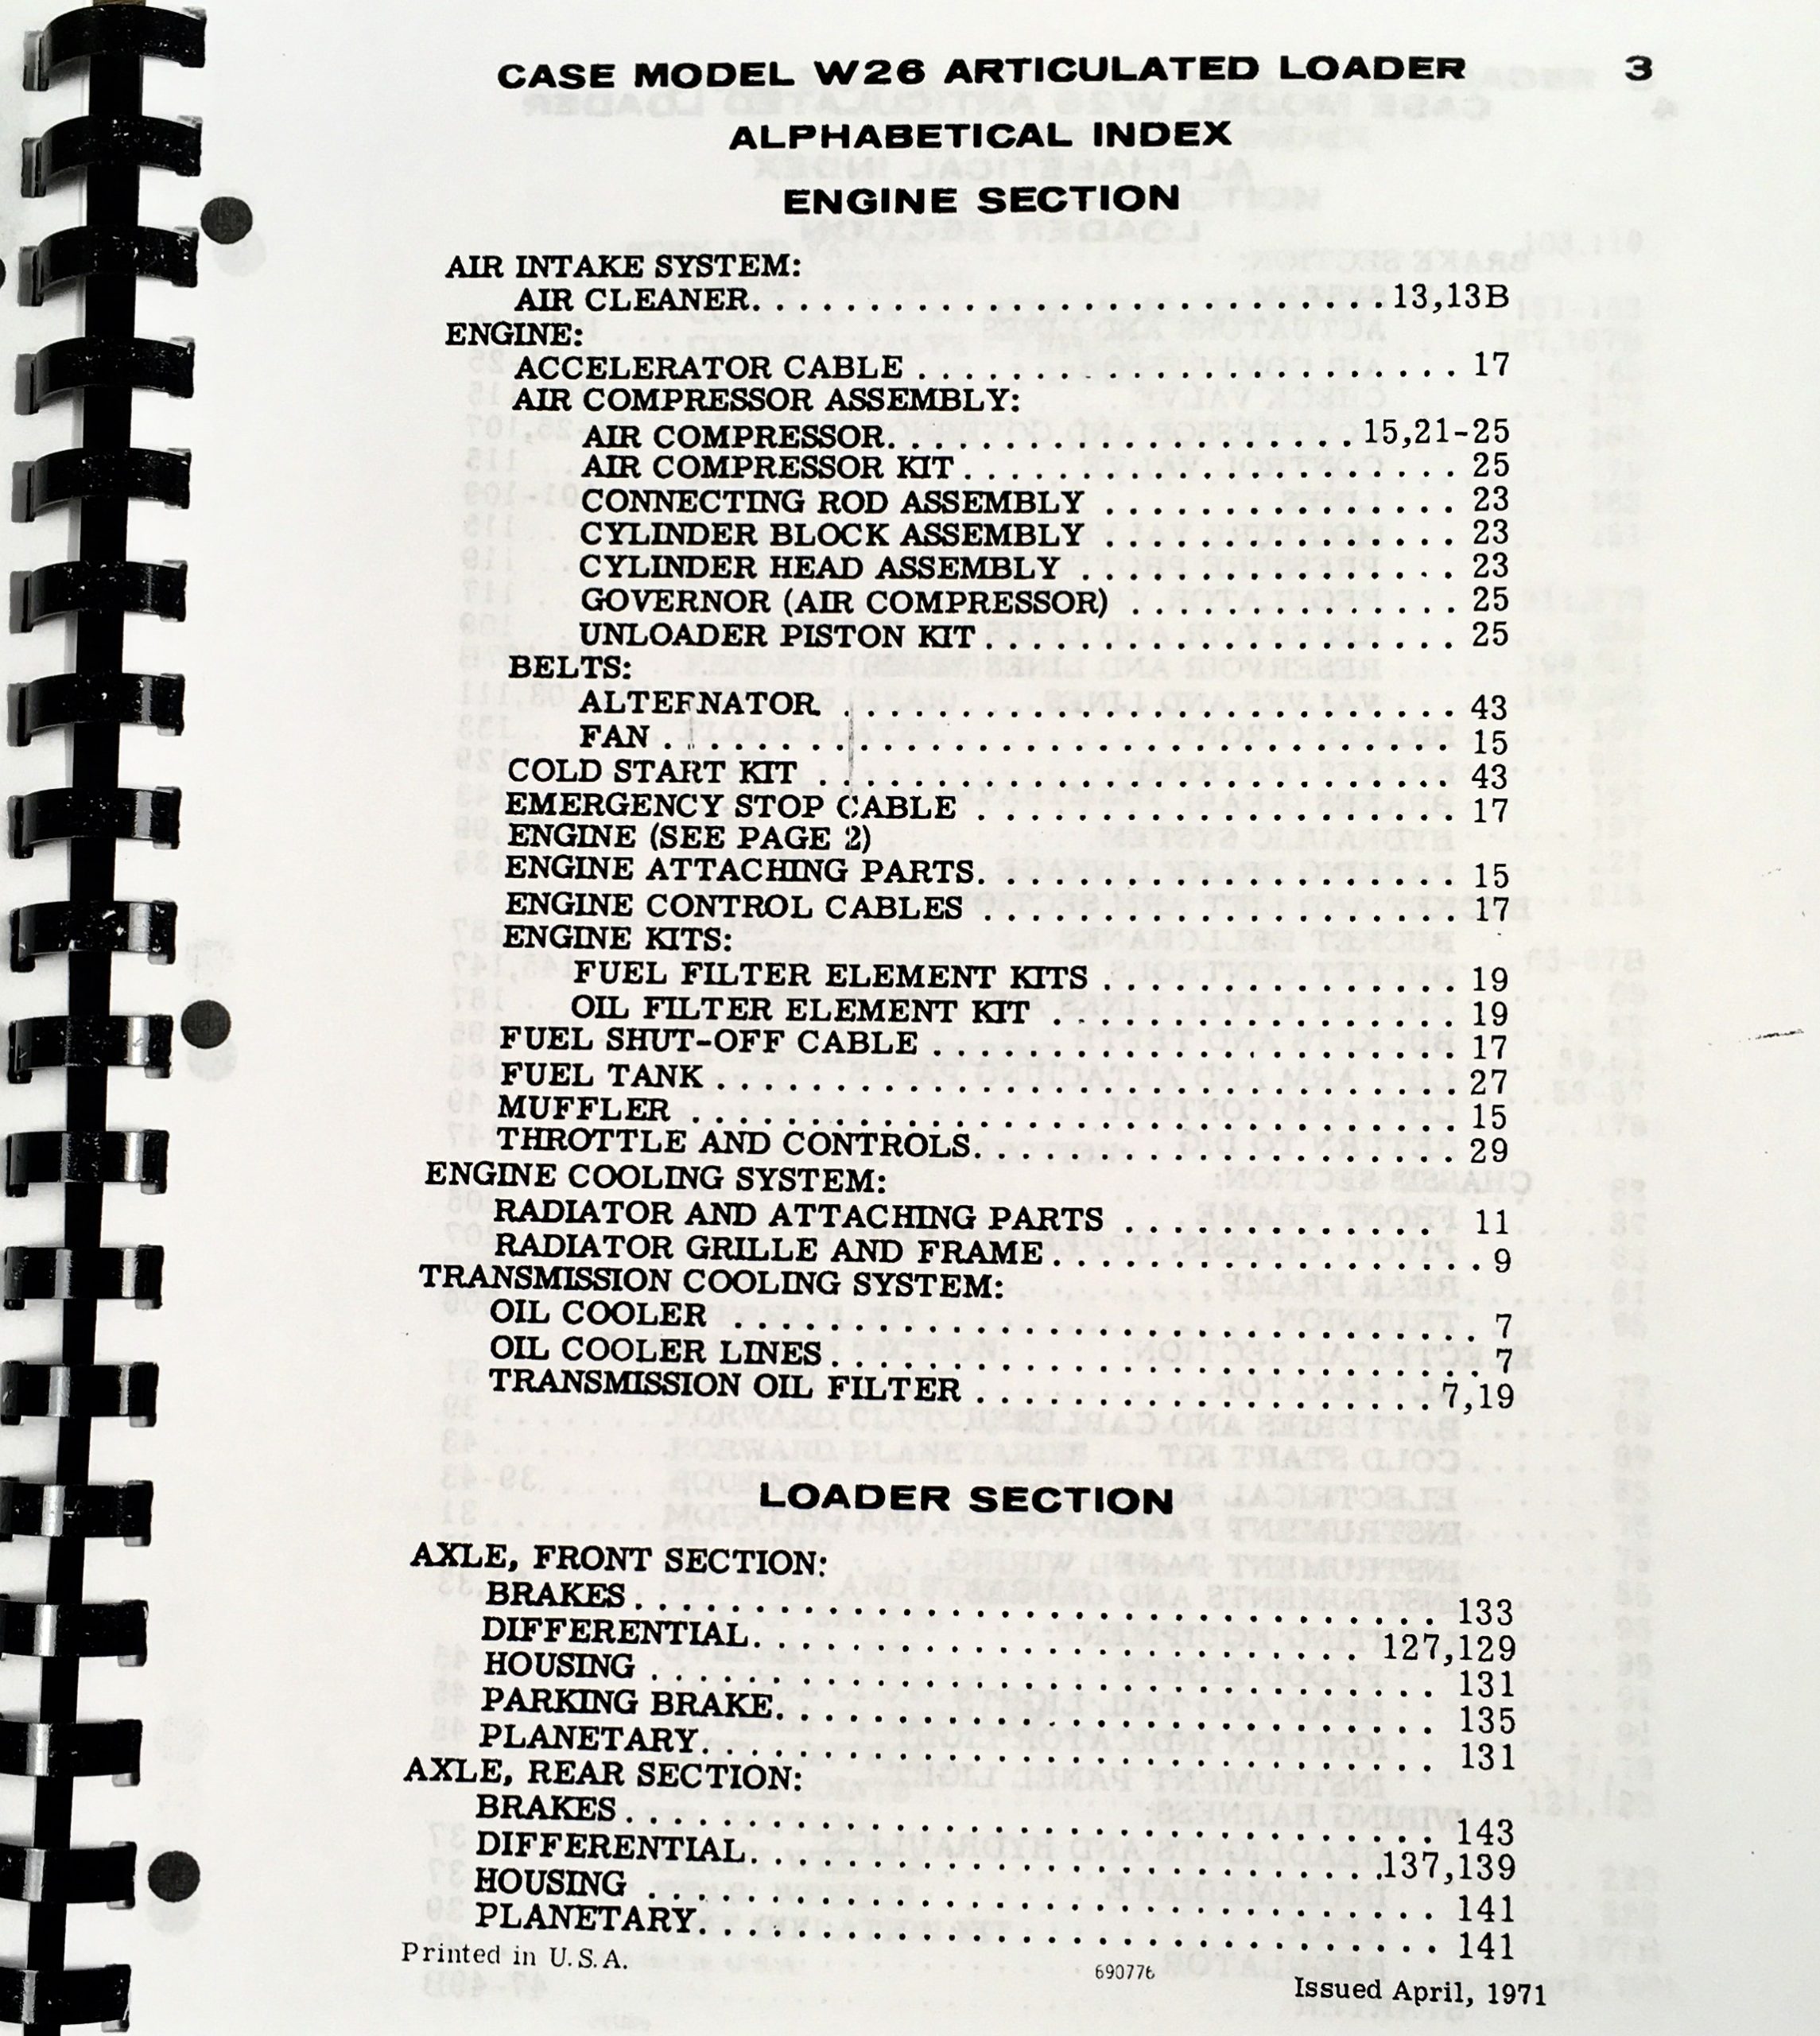 CASE MODEL W26 ARTICULATED LOADER 3
ALPHABETICAL INDEX
ENGINE SECTION
AIR INTAKE SYSTEM:
AIR CLEANER. . . . . . . . . . . . . . . . . . . . . . . . . . . 13,13B
ENGINE:
ACCELERATOR CABLE . . . . . . . . . . . . . . . . . . . . . . . 17
AIR COMPRESSOR ASSEMBLY:
AIR COMPRESSOR. . . . . . . . . . . . . . . . . . . . 15,21-25
AIR COMPRESSOR KIT. . . . . . . . . . . . . . . . . . . . . 25
CONNECTING ROD ASSEMBLY . . . . . . . . . . . . . . . 23
CYLINDER BLOCK ASSEMBLY . . . . . . . . . . . . . . . 23
CYLINDER HEAD ASSEMBLY . . . . . . . . . . . . . . . . 23
GOVERNOR (AIR COMPRESSOR) . . . . . . . . . . . . . . 25
UNLOADER PISTON KIT. . . . . . . . . . . . . . . . . . . . 25
BELTS:
ALTERNATOR . . . . . . . . . . . . . . . . . . . . . . . . . . 43
FAN . . . . . . . . . . . . . . . . . . . . . . . . . . . . . . . . . 15
COLD START KIT . . . . . . . . . . . . . . . . . . . . . . . . . . . 43
EMERGENCY STOP CABLE . . . . . . . . . . . . . . . . . . . . 17
ENGINE (SEE PAGE 2)
ENGINE ATTACHING PARTS. . . . . . . . . . . . . . . . . . . . 15
ENGINE CONTROL CABLES . . . . . . . . . . . . . . . . . . . . 17
ENGINE KITS:
FUEL FILTER ELEMENT KITS . . . . . . . . . . . . . . . 19
OIL FILTER ELEMENT KIT . . . . . . . . . . . . . . . . . 19
FUEL SHUT-OFF CABLE . . . . . . . . . . . . . . . . . . . . . . 17
FUEL TANK . . . . . . . . . . . . . . . . . . . . . . . . . . . . . . . 27
MUFFLER . . . . . . . . . . . . . . . . . . . . . . . . . . . . . . . . 15
THROTTLE AND CONTROLS. . . . . . . . . . . . . . . . . . . . 29
ENGINE COOLING SYSTEM:
RADIATOR AND ATTACHING PARTS . . . . . . . . . . . . . . 11
RADIATOR GRILLE AND FRAME. . . . . . . . . . . . . . . . . . 9
TRANSMISSION COOLING SYSTEM:
OIL COOLER . . . . . . . . . . . . . . . . . . . . . . . . . . . . . . . 7
OIL COOLER LINES. . . . . . . . . . . . . . . . . . . . . . . . . . . 7
TRANSMISSION OIL FILTER . . . . . . . . . . . . . . . . . . . . 7,19
LOADER SECTION
AXLE, FRONT SECTION:
BRAKES. . . . . . . . . . . . . . . . . . . . . . . . . . . . . . . . . . 133
DIFFERENTIAL. . . . . . . . . . . . . . . . . . . . . . . . . . 127,129
HOUSING . . . . . . . . . . . . . . . . . . . . . . . . . . . . . . . . . 131
PARKING BRAKE. . . . . . . . . . . . . . . . . . . . . . . . . . . . 135
PLANETARY. . . . . . . . . . . . . . . . . . . . . . . . . . . . . . . 131
AXLE, REAR SECTION:
BRAKES. . . . . . . . . . . . . . . . . . . . . . . . . . . . . . . . . . 143
DIFFERENTIAL. . . . . . . . . . . . . . . . . . . . . . . . . . .137,139
HOUSING . . . . . . . . . . . . . . . . . . . . . . . . . . . . . . . . . 141
PLANETARY. . . . . . . . . . . . . . . . . . . . . . . . . . . . . . . 141
Printed in U.S.A.
690776
Issued April, 1971